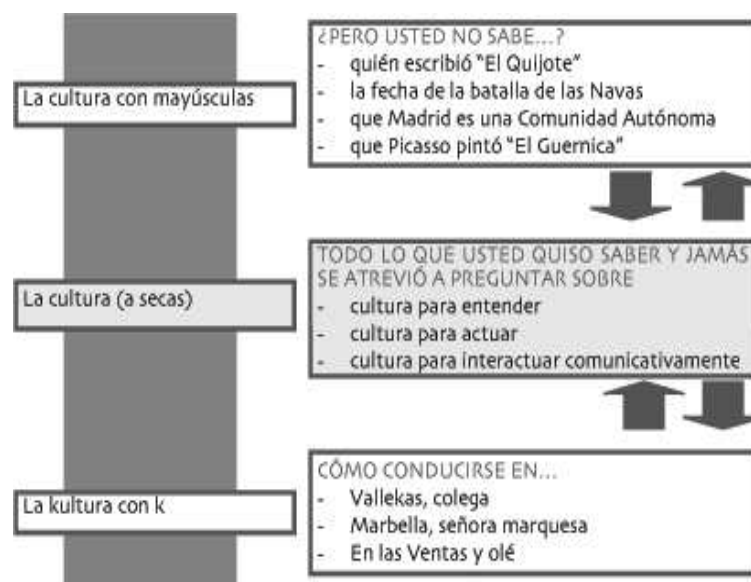 La cultura con mayúsculas
¿PERO USTED NO SABE...?
- quién escribió "El Quijote"
- la fecha de la batalla de las Navas
- que Madrid es una Comunidad Autónoma
- que Picasso pintó "El Guernica"
La cultura (a secas)
TODO LO QUE USTED QUISO SABER Y JAMÁS
SE ATREVIÓ A PREGUNTAR SOBRE
- cultura para entender
- cultura para actuar
- cultura para interactuar comunicativamente
La kultura con k
CÓMO CONDUCIRSE EN...
- Vallekas, colega
- Marbella, señora marquesa
- En las Ventas y olé